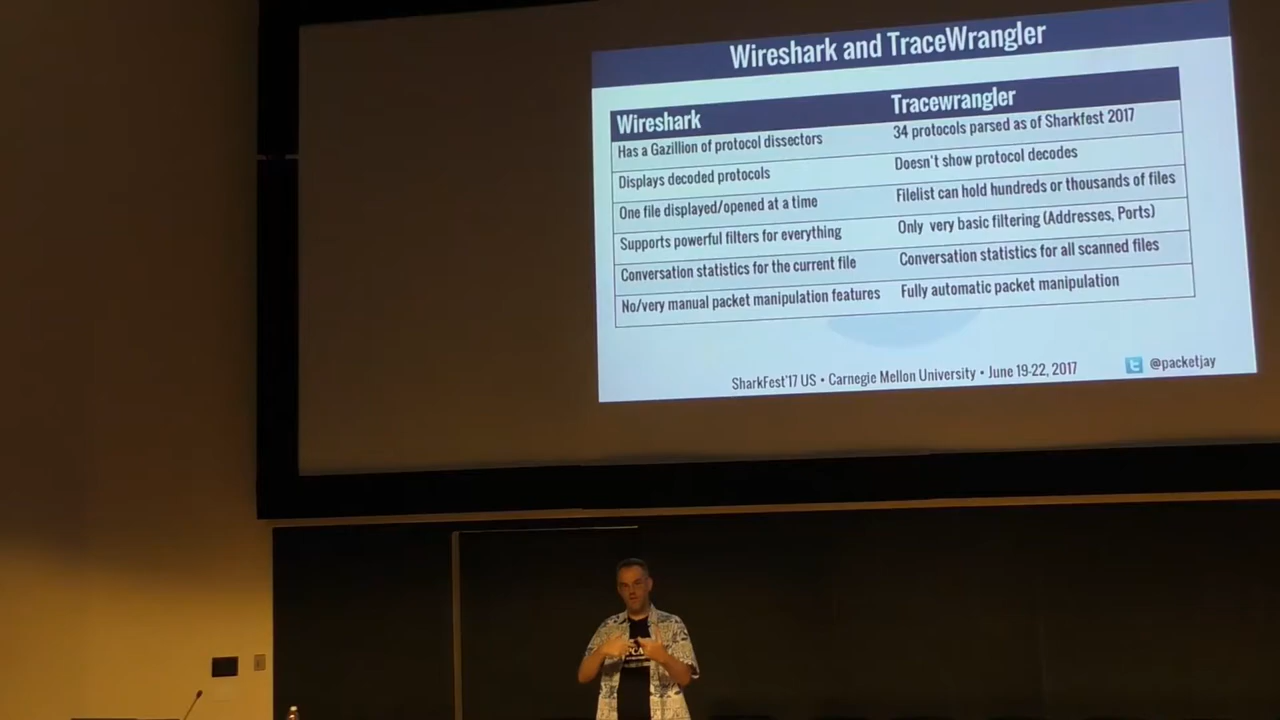 Wireshark and TraceWrangler
Wireshark Tracewrangler
Has a Gazillion of protocol dissectors 34 protocols parsed as of Sharkfest 2017
Displays decoded protocols Doesn't show protocol decodes
One file displayed/opened at a time Filelist can hold hundreds or thousands of files
Supports powerful filters for everything Only very basic filtering (Addresses, Ports)
Conversation statistics for the current file Conversation statistics for all scanned files
No/very manual packet manipulation features Fully automatic packet manipulation
SharkFest'17 US • Carnegie Mellon University • June 19-22, 2017 @packetjay